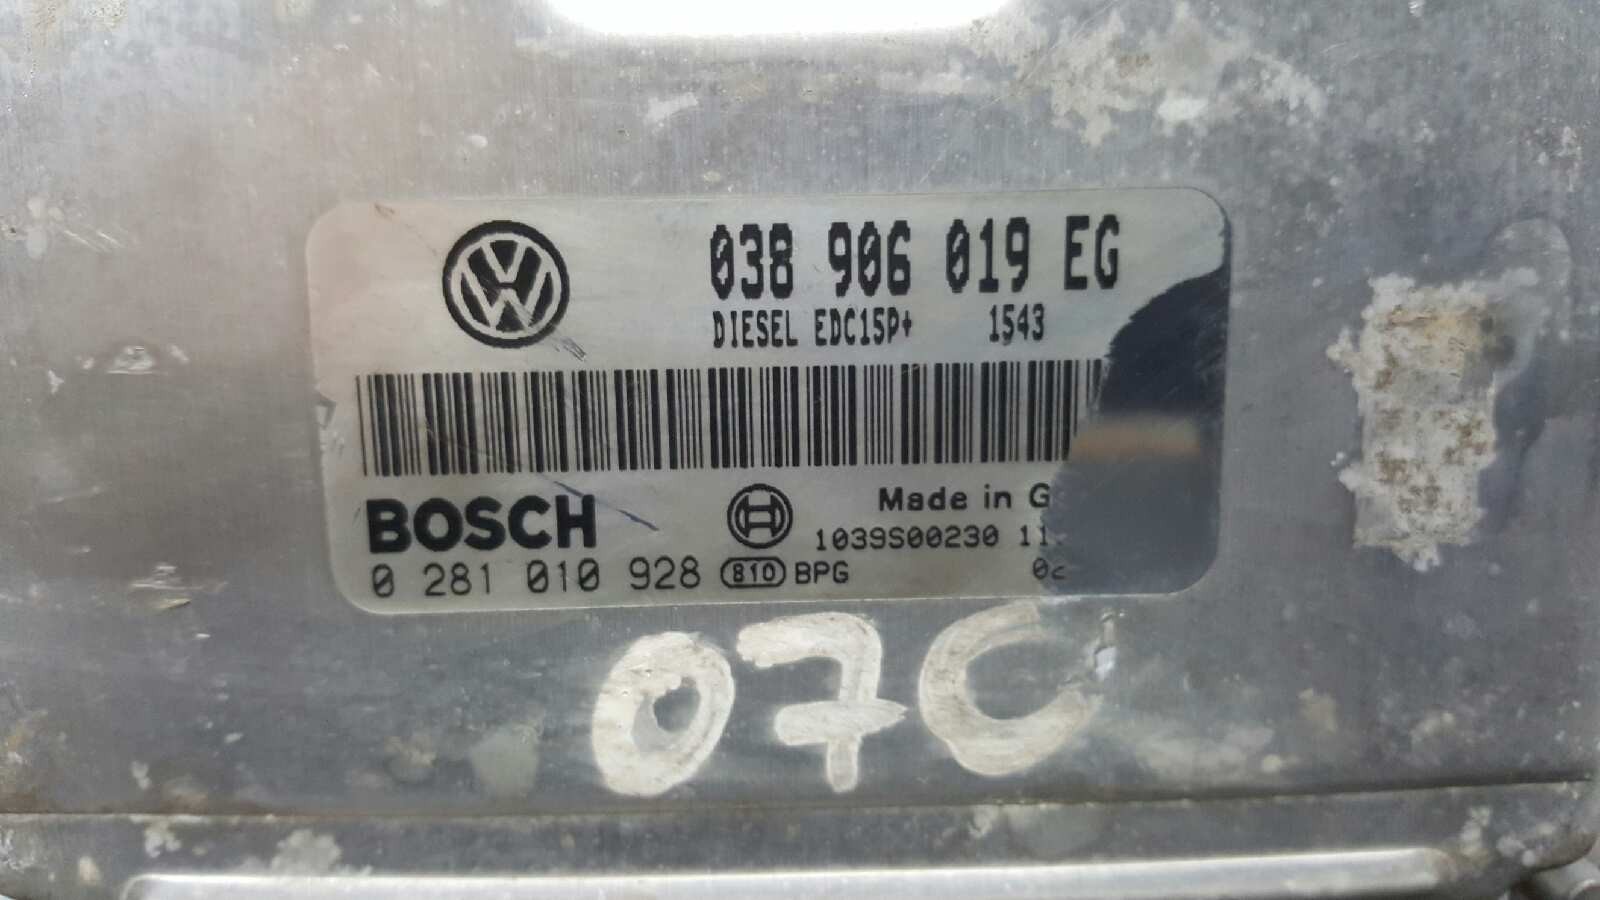 038 906 019 EG
DIESEL EDC15P+ 1543
BOSCH
Made in
1039S00230
0 281 010 928 810 BPG
07C